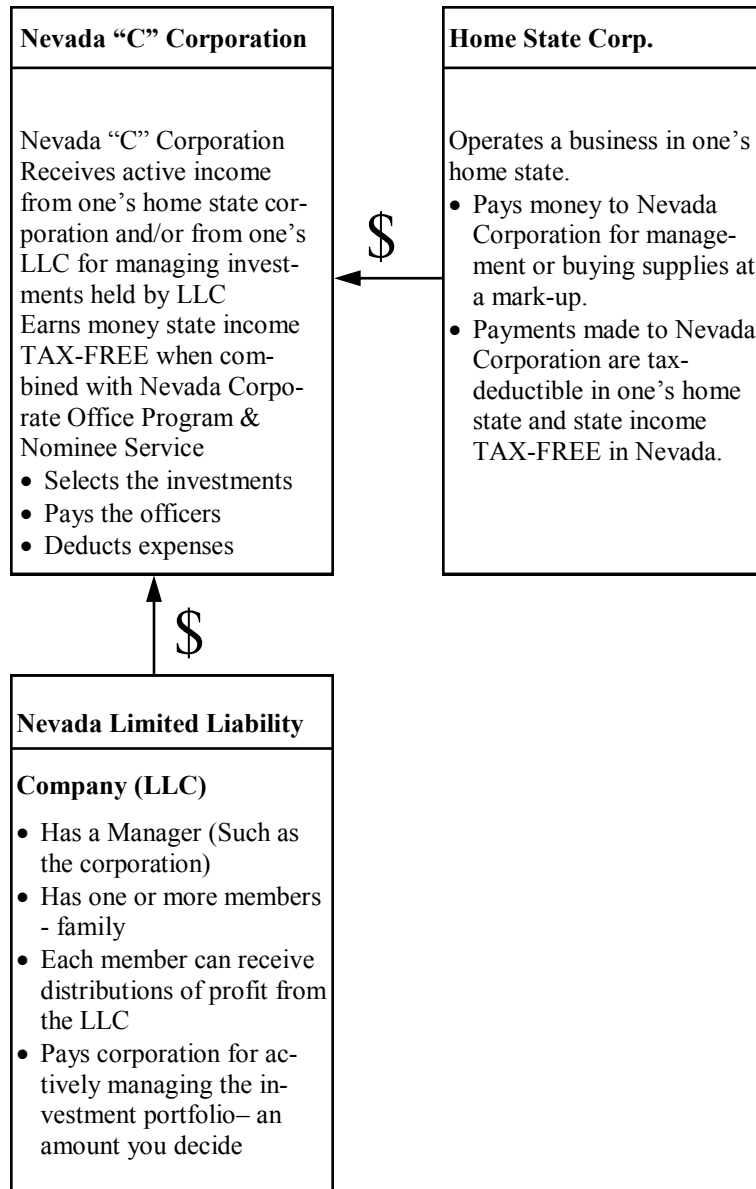 Nevada “C” Corporation
Nevada “C” Corporation
Receives active income
from one’s home state cor-
poration and/or from one’s
LLC for managing invest-
ments held by LLC
Earns money state income
TAX-FREE when com-
bined with Nevada Corpo-
rate Office Program &
Nominee Service
• Selects the investments
• Pays the officers
• Deducts expenses
Home State Corp.
Operates a business in one’s
home state.
• Pays money to Nevada
Corporation for manage-
ment or buying supplies at
a mark-up.
• Payments made to Nevada
Corporation are tax-
deductible in one’s home
state and state income
TAX-FREE in Nevada.
$
$
Nevada Limited Liability
Company (LLC)
• Has a Manager (Such as
the corporation)
• Has one or more members
- family
• Each member can receive
distributions of profit from
the LLC
• Pays corporation for ac-
tively managing the in-
vestment portfolio– an
amount you decide